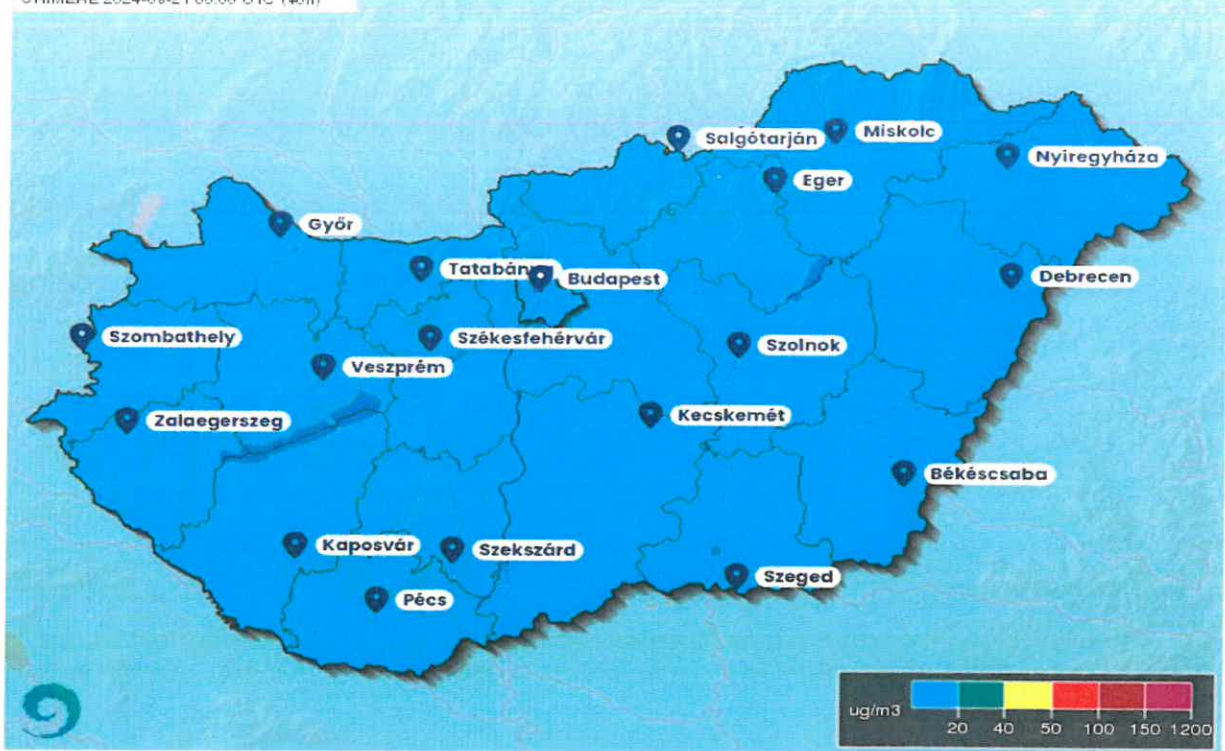 Salgótarján
Miskolc
Nyíregyháza
Eger
Győr
Tatabánya
Budapest
Debrecen
Szombathely
Székesfehérvár
Szolnok
Veszprém
Zalaegerszeg
Kecskemét
Békéscsaba
Kaposvár
Szekszárd
Szeged
Pécs
ug/m3
20 40 50 100 150 1200